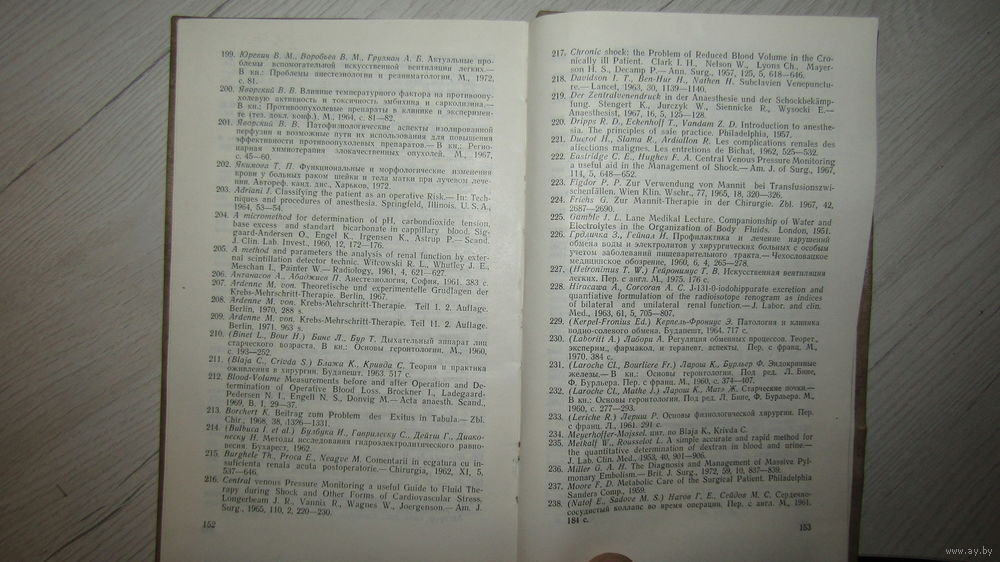 199. Юревич В. М., Воробьев В. М., Грузман А. Б. Актуальные про-
блемы вспомогательной искусственной вентиляции легких.—
В кн.: Проблемы анестезиологии и реаниматологии, М., 1972,
с. 81.
200. Яворский В. В. Влияние температурного фактора на противоопу-
холевую активность и токсичность эмбихина и сарколизина.—
В кн.: Противоопухолевые препараты в клинике и эксперимен-
те (тез. докл. конф.). М., 1964, с. 81—82.
201. Яворский В. В. Патофизиологические аспекты изолированной
перфузии и возможные пути их использования для повышения
эффективности противоопухолевых препаратов.— В кн.: Регио-
нарная химиотерапия злокачественных опухолей. М., 1967,
с. 45—60.
202. Якимова Т. П. Функциональные и морфологические изменения
крови у больных раком шейки и тела матки при лучевом лече-
нии. Автореф. канд. дис., Харьков, 1972.
203. Adriani J. Classifying the patient as an operative Risk.— In: Tech-
niques and procedures of anesthesia. Springfeld, Illinois, U. S. A.,
1964, 53—54.
204. A micromethod for determination of pH, carbondioxide tension,
base excess and standart bicarbonate in cappillary blood. Sig-
gaard-Andersen O., Engel K., Irgensen K., Astrup P.— Scand.
J. Clin. Lab. Invest., 1960, 12, 172—176.
205. A method and parameters the analysis of renal function by exter-
nal scintillation detector technic. Witcowski R. L., Whutley J. E.,
Meschan I., Painter W.— Radiology, 1961, 4, 621—627.
206. Антанасов А., Абаджиев П. Анестезиология, София, 1961. 383 с.
207. Ardenne M. von. Theoretische und experimentelle Grudlagen der
Krebs-Mehrschritt-Therapie. Berlin, 1967.
208. Ardenne M. von. Krebs-Mehrschritt-Therapie. Teil 1. 2. Auflage.
Berlin, 1970, 288 s.
209. Ardenne M. von. Krebs-Mehrschritt-Therapie. Teil 11. 2. Auflage.
Berlin, 1971. 963 s.
210. (Binet L., Bour H.) Бине Л., Бур Г. Дыхательный аппарат лиц
старческого возраста. В кн.: Основы геронтологии, М., 1960,
с. 193—252.
211. (Blaja C., Crivda S.) Блажа К., Кривда С. Теория и практика
оживления в хирургии. Будапешт, 1963. 517 с.
212. Blood-Volume Measurements before and after Operation and De-
termination of Operative Blood Loss. Brockner I., Ladegaard-
Pedersen N. I., Engell N. S., Donvig M.— Acta anaesth. Scand.,
1969, B, 1, 29—37.
213. Borchert K. Beitrag zum Problem des Exitus in Tabula.— Zbl.
Chir., 1968, 38, 1326—1331.
214. (Bulbuca I. et al.) Булбука И., Гаврилеску С., Дейтш Г., Диако-
неску Н. Методы исследования гидроэлектролитического равно-
весия. Бухарест, 1962.
215. Burghele Th, Proca E., Neagve M. Comentarii in ecgatura cu in-
suficienta renala acuta postoperatorie.— Chirurgia, 1962, XI, 5,
537—646.
216. Central venous Pressure Monitoring a useful Guide to Fluid The-
rapy during Shock and Other Forms of Cardiovascular Stress.
Longerbeam J. R., Vannix R., Wagnes W., Joergenson.— Am. J.
Surg., 1965, 110, 2, 220—230.
152
217. Chronic shock: the Problem of Reduced Blood Volume in the Cro-
nically ill Patient. Clark I. H., Nelson W., Lyons Ch., Mayer-
son H. S., Decamp P.— Ann. Surg., 1957, 125, 5, 618—646.
218. Davidson I. T., Ben-Hur H., Nathen H. Subclavien Venepunctu-
re.— Lancet, 1963, 30, 1139—1140.
219. Der Zentralvenendruck in der Anaesthesie und der Schockbekämp-
fung. Stengert K., Jurczyk W., Siennicke R., Wysocki E.—
Anaesthesist, 1967, 16, 5, 125—128.
220. Dripps R. D., Eckenhoff T., Vandam Z. D. Introduction to anesthe-
sia. The principles of safe practice. Philadelphia, 1957.
221. Ducrot H., Slama R., Ardiallon R. Les complications renales des
affections malignes. Les entretions de Bichat, 1962, 525—532.
222. Eastridge C. E., Hughes F. A. Central Venous Pressure Monitoring
a useful aid in the Management of Shock.— Am. J. of Surg., 1967,
114, 5, 648—652.
223. Figdor P. P. Zur Verwendung von Mannit bei Transfusionszwi-
schenfällen. Wien Klin. Wschr., 77, 1965, 18, 320—326.
224. Friehs G. Zur Mannit-Therapie in der Chirurgie. Zbl. 1967, 42,
2687—2690.
225. Gamble J. L. Lane Medikal Lecture. Companionship of Water and
Electrolytes in the Organization of Body Fluids. London, 1951.
226. Грдличка З., Гейнал И. Профилактика и лечение нарушений
обмена воды и электролитов у хирургических больных с особым
учетом заболеваний пищеварительного тракта.— Чехословацкое
медицинское обозрение, 1960, 6, 4, 265—278.
227. (Heironimus T. W.) Гейронимус Т. В. Искусственная вентиляция
легких. Пер. с англ. М., 1975. 176 с.
228. Hiracawa A., Corcoran A. C. J-131-0-iodohippurate excretion and
quantitative formulation of the radioisotope renogram as indices
of bilateral and unilateral renal function.— J. Labor. and clin.
Med., 1963, 61, 5, 705—807.
229. (Kerpel-Fronius Ed.) Керпель-Фрониус Э. Патология и клиника
водно-солевого обмена. Будапешт, 1964. 717 с.
230. (Laboritt A.) Лабори А. Регуляция обменных процессов. Теорет.,
эксперим., фармакол. и терапевт. аспекты. Пер. с франц. М.,
1970. 384 с.
231. (Laroche Cl., Bourliere Fr.) Лярош К., Бурльер Ф. Эндокринные
железы.— В кн.: Основы геронтологии. Под ред. Л. Бине,
Ф. Бурльера. Пер. с франц. М., 1960, с. 374—407.
232. (Laroche Cl., Mathe J.) Лярош К., Матэ Ж. Старческие почки.—
В кн.: Основы геронтологии. Под ред. Л. Бине, Ф. Бурльера. М.,
1960, с. 277—293.
233. (Leriche R.) Лериш Р. Основы физиологической хирургии. Пер.
с франц. Л., 1961. 291 с.
234. Meyerhoffer-Mojssel, цит. по Blaja K., Krivda C.
235. Metkalf W., Rousselot L. A simple accurate and rapid method for
the quantitative determination of dextran in blood and urine.—
J. Lab. Clin. Med., 1953, 40, 901—906.
236. Miller G. A. H. The Diagnosis and Management of Massive Pyl-
monary Embolism.— Brit. J. Surg., 1972, 59, 10, 837—839.
237. Moore F. D. Metabolic Care of the Surgical Patient. Philadelphia
Sanders Comp., 1959.
238. (Natof E., Sadove M. S.) Натов Г. Е., Сейдов М. С. Сердечно-
сосудистый коллапс во время операции. Пер. с англ. М., 1961.
184 с.
153
www.ay.by